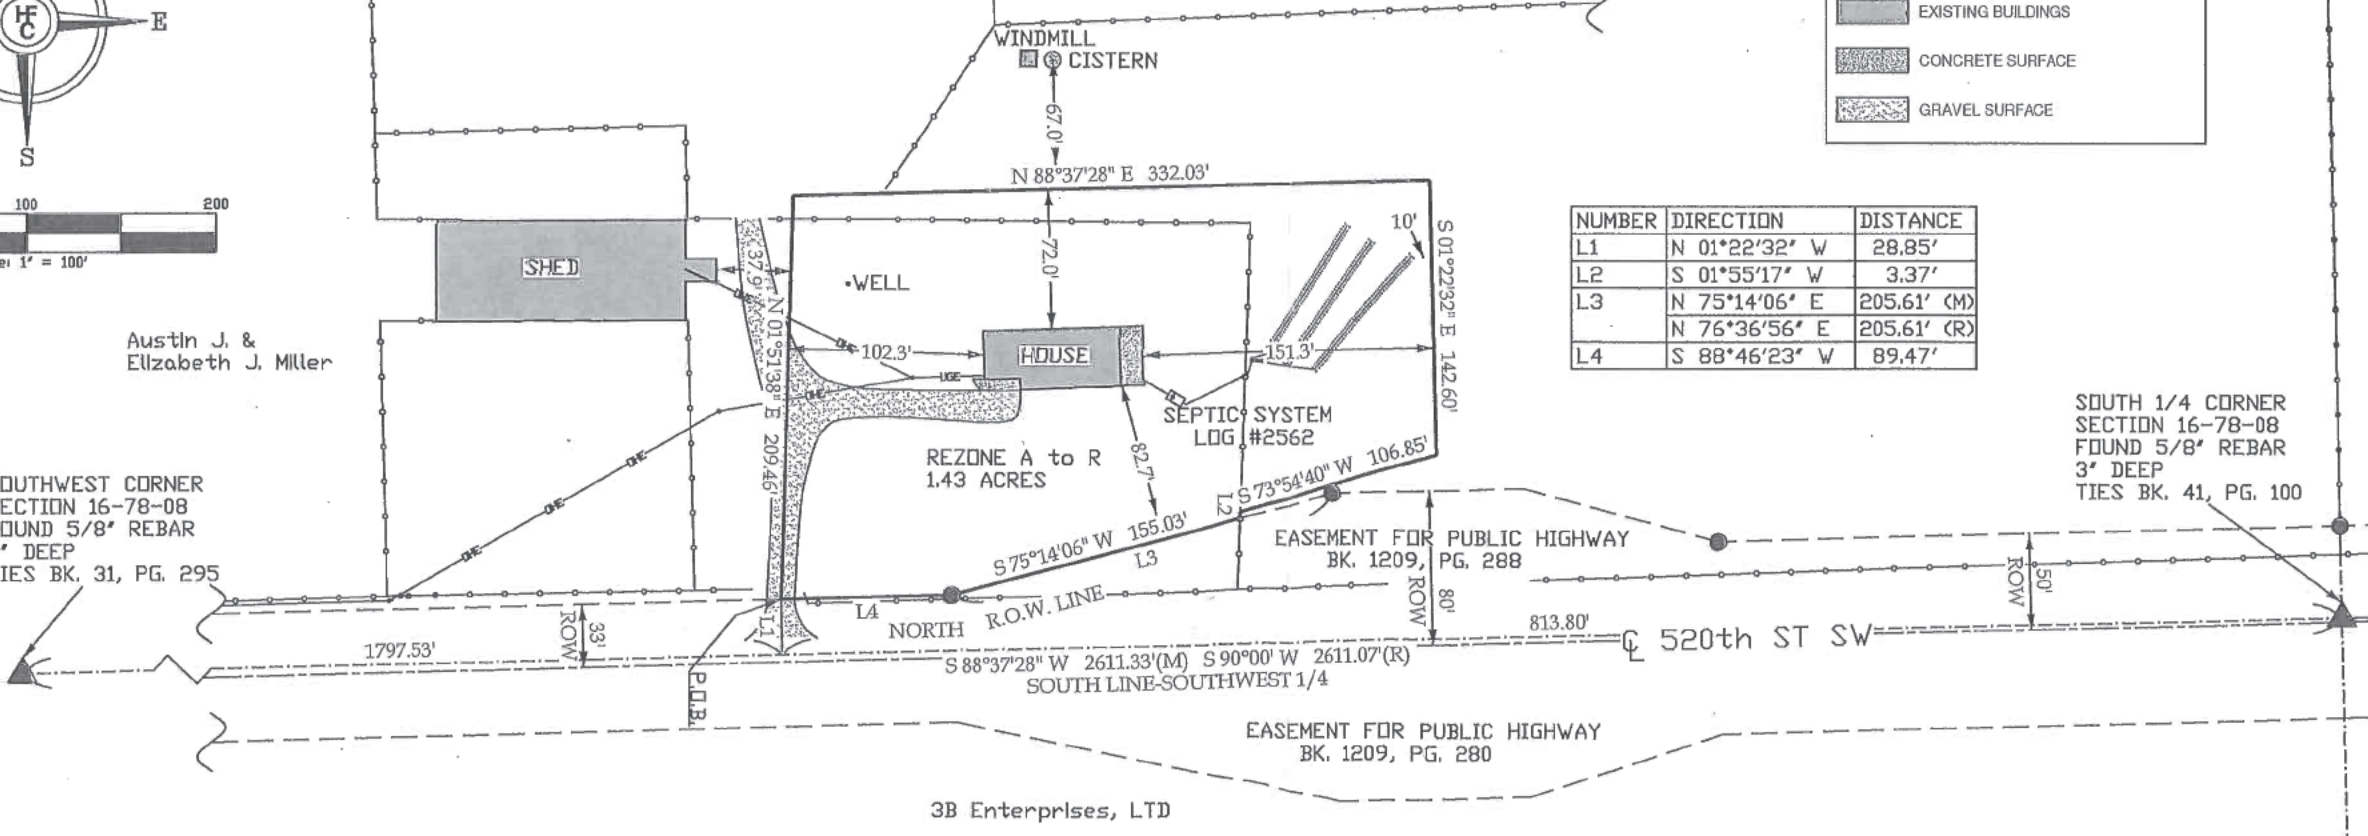 HFC
E
S
100 200
1" = 100'
EXISTING BUILDINGS
CONCRETE SURFACE
GRAVEL SURFACE
WINDMILL
CISTERN
67.0'
N 88°37'28" E 332.03'
SHED
37.9'
WELL
72.0'
10'
S 01°22'32" E 142.60'
NUMBER DIRECTION DISTANCE
L1 N 01°22'32" W 28.85'
L2 S 01°55'17" W 3.37'
L3 N 75°14'06" E 205.61' (M)
N 76°36'56" E 205.61' (R)
L4 S 88°46'23" W 89.47'
Austin J. &
Elizabeth J. Miller
N 01°51'38" E 209.46'
OHE
102.3'
HOUSE
151.3'
OHE
UGE
OHE
SEPTIC SYSTEM
LOG #2562
82.7'
REZONE A to R
1.43 ACRES
OHE
OHE
OHE
S 73°54'40" W 106.85'
L2
S 75°14'06" W 155.03'
L3
SOUTH 1/4 CORNER
SECTION 16-78-08
FOUND 5/8" REBAR
3" DEEP
TIES BK. 41, PG. 100
OUTHWEST CORNER
ECTION 16-78-08
OUND 5/8" REBAR
" DEEP
IES BK. 31, PG. 295
EASEMENT FOR PUBLIC HIGHWAY
BK. 1209, PG. 288
80'
ROW
50'
ROW
33'
ROW
L1
L4
NORTH R.O.W. LINE
1797.53'
813.80'
CL 520th ST SW
S 88°37'28" W 2611.33'(M) S 90°00' W 2611.07'(R)
SOUTH LINE-SOUTHWEST 1/4
P.O.B.
EASEMENT FOR PUBLIC HIGHWAY
BK. 1209, PG. 280
3B Enterprises, LTD